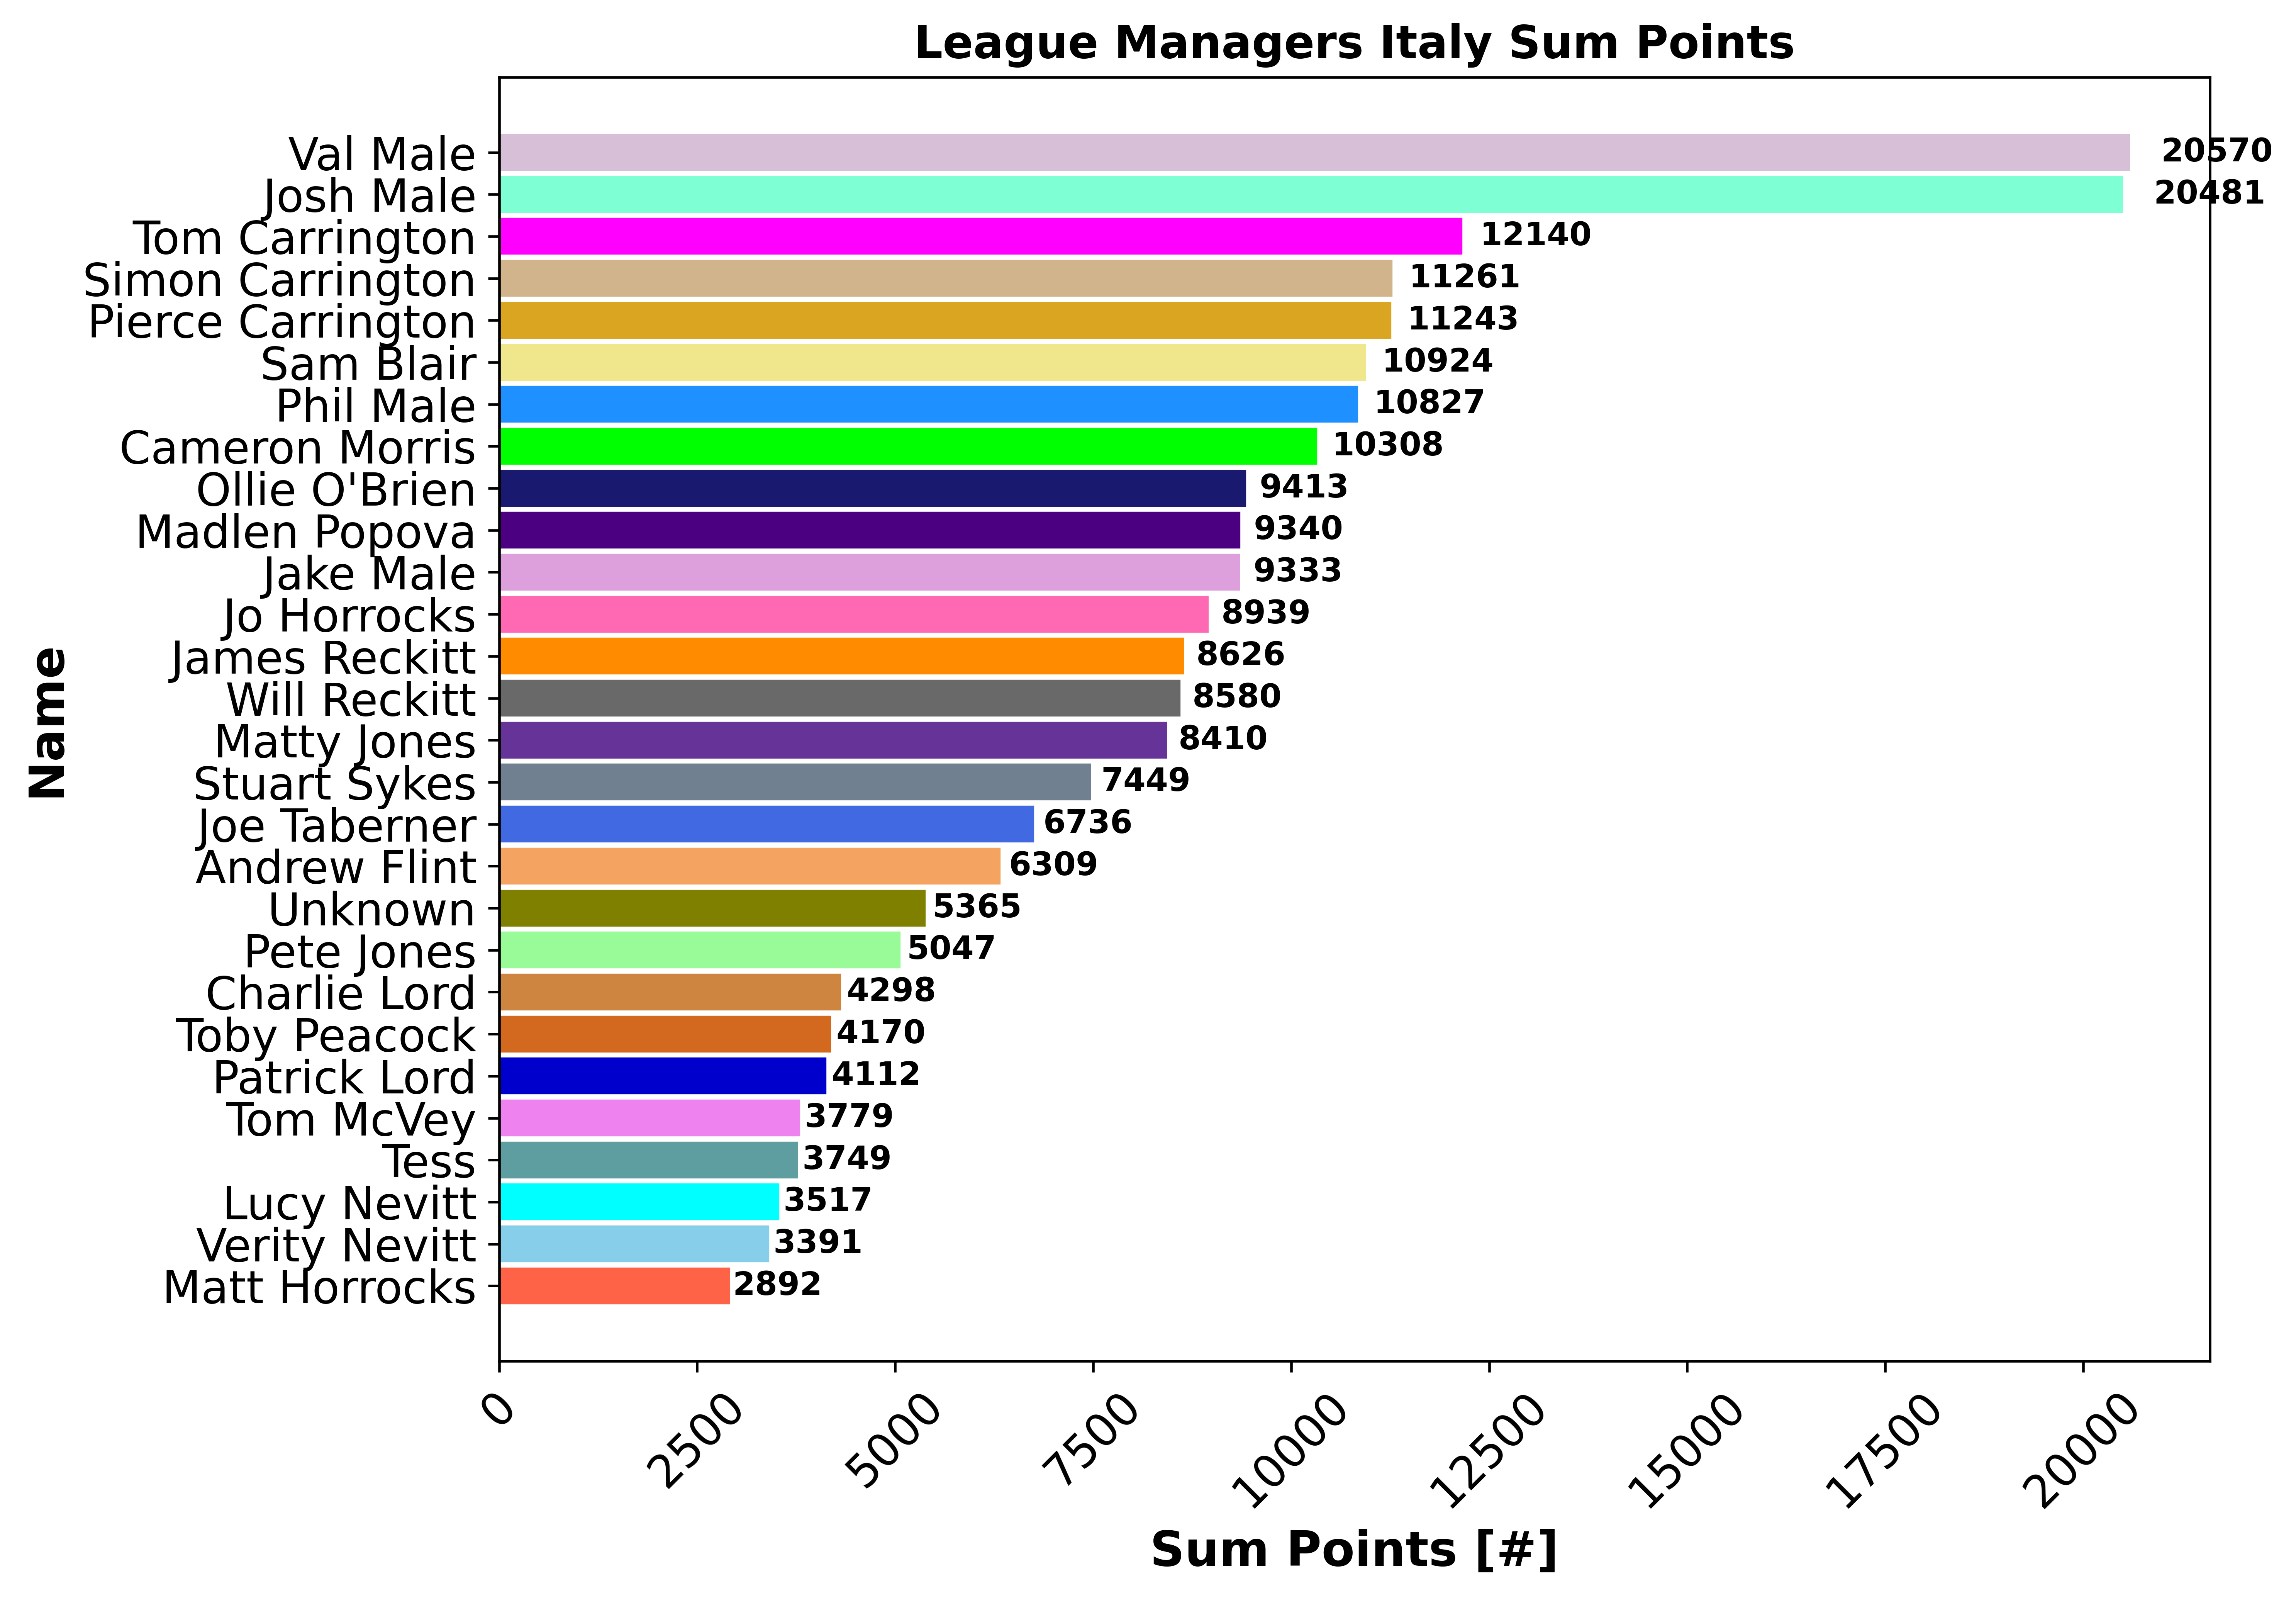 League Managers Italy Sum Points
Name
Val Male 20570
Josh Male 20481
Tom Carrington 12140
Simon Carrington 11261
Pierce Carrington 11243
Sam Blair 10924
Phil Male 10827
Cameron Morris 10308
Ollie O'Brien 9413
Madlen Popova 9340
Jake Male 9333
Jo Horrocks 8939
James Reckitt 8626
Will Reckitt 8580
Matty Jones 8410
Stuart Sykes 7449
Joe Taberner 6736
Andrew Flint 6309
Unknown 5365
Pete Jones 5047
Charlie Lord 4298
Toby Peacock 4170
Patrick Lord 4112
Tom McVey 3779
Tess 3749
Lucy Nevitt 3517
Verity Nevitt 3391
Matt Horrocks 2892
0 2500 5000 7500 10000 12500 15000 17500 20000
Sum Points [#]